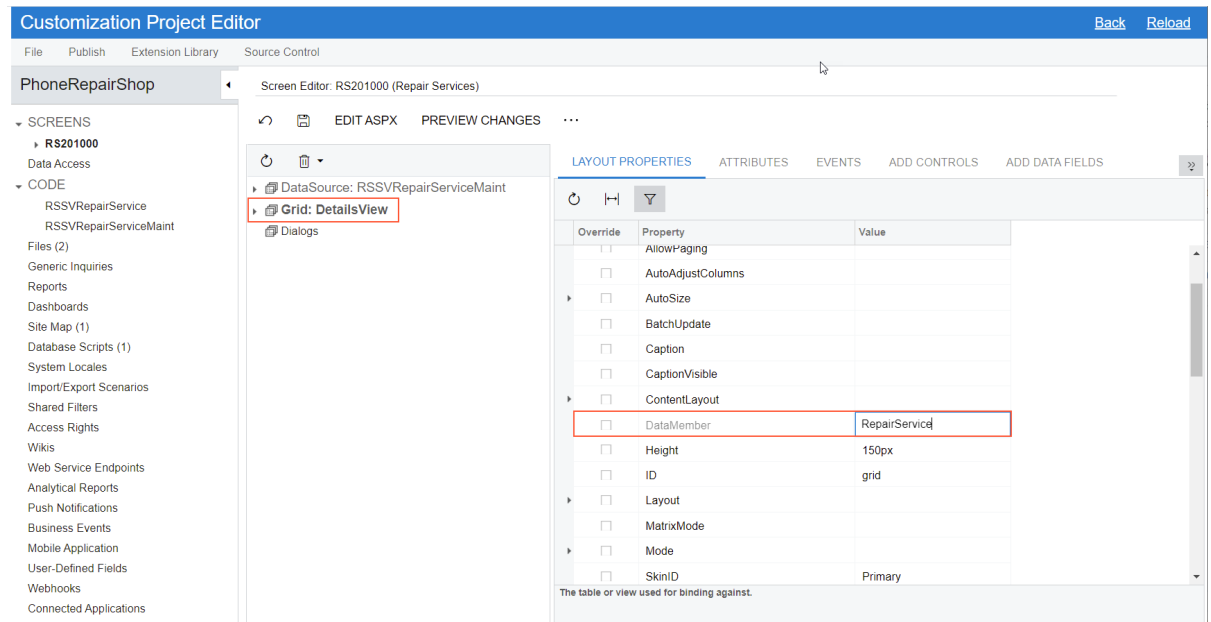 Customization Project Editor
Back Reload
File Publish Extension Library Source Control
PhoneRepairShop
Screen Editor: RS201000 (Repair Services)
SCREENS
RS201000
Data Access
CODE
RSSVRepairService
RSSVRepairServiceMaint
Files (2)
Generic Inquiries
Reports
Dashboards
Site Map (1)
Database Scripts (1)
System Locales
Import/Export Scenarios
Shared Filters
Access Rights
Wikis
Web Service Endpoints
Analytical Reports
Push Notifications
Business Events
Mobile Application
User-Defined Fields
Webhooks
Connected Applications
EDIT ASPX PREVIEW CHANGES ...
DataSource: RSSVRepairServiceMaint
Grid: DetailsView
Dialogs
LAYOUT PROPERTIES ATTRIBUTES EVENTS ADD CONTROLS ADD DATA FIELDS
Override Property Value
AllowPaging
AutoAdjustColumns
AutoSize
BatchUpdate
Caption
CaptionVisible
ContentLayout
DataMember RepairService
Height 150px
ID grid
Layout
MatrixMode
Mode
SkinID Primary
The table or view used for binding against.